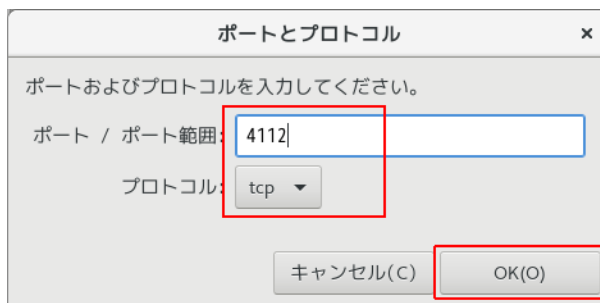 ポートとプロトコル ×
ポートおよびプロトコルを入力してください。
ポート / ポート範囲: 4112
プロトコル: tcp
キャンセル(C) OK(O)